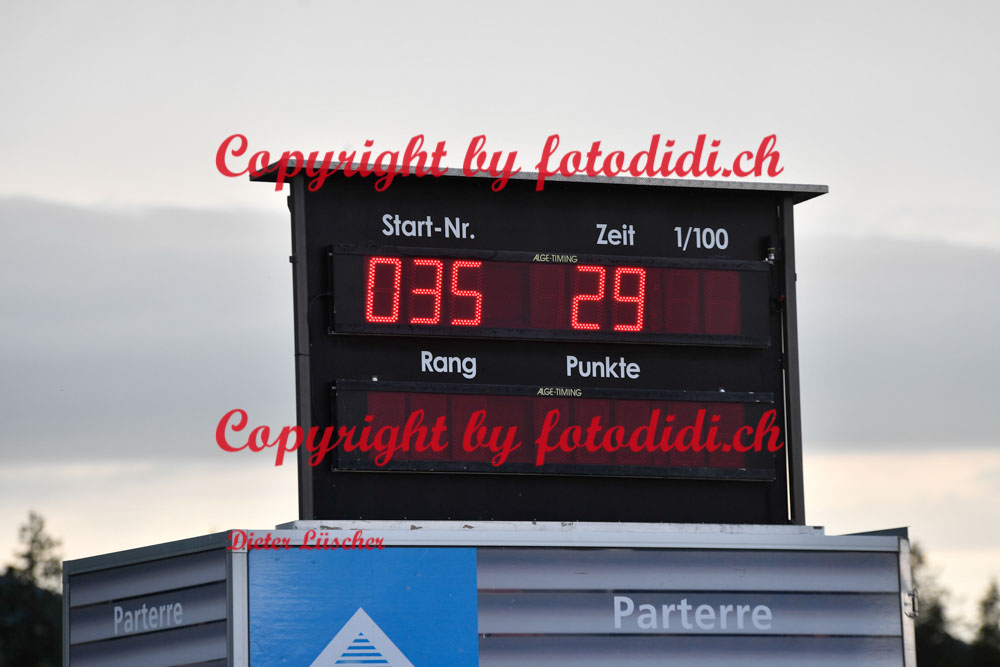 Copyright by fotodidi.ch
Start-Nr. Zeit 1/100
ALGE-TIMING
035 29
Rang Punkte
ALGE-TIMING
Copyright by fotodidi.ch
Dieter Lüscher
Parterre Parterre